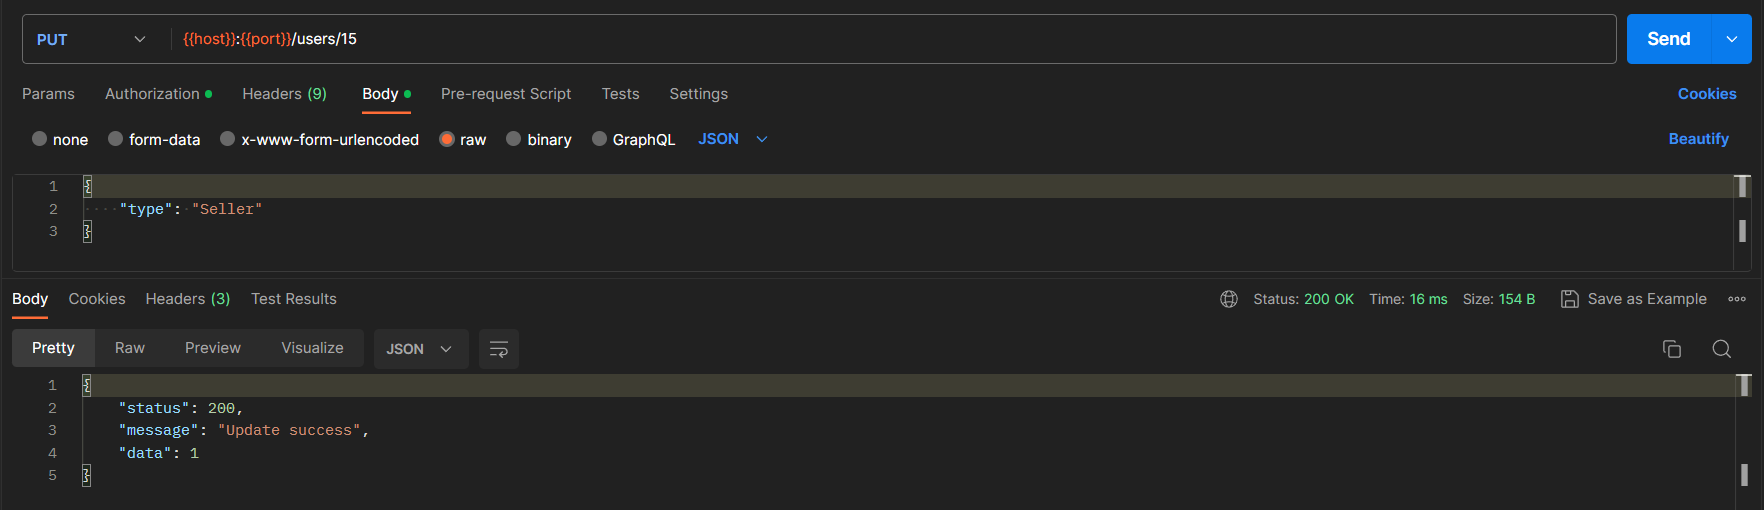 PUT {{host}}:{{port}}/users/15 Send
Params Authorization Headers (9) Body Pre-request Script Tests Settings Cookies
none form-data x-www-form-urlencoded raw binary GraphQL JSON Beautify
1 {
2 "type": "Seller"
3 }
Body Cookies Headers (3) Test Results Status: 200 OK Time: 16 ms Size: 154 B Save as Example
Pretty Raw Preview Visualize JSON
1 {
2 "status": 200,
3 "message": "Update success",
4 "data": 1
5 }